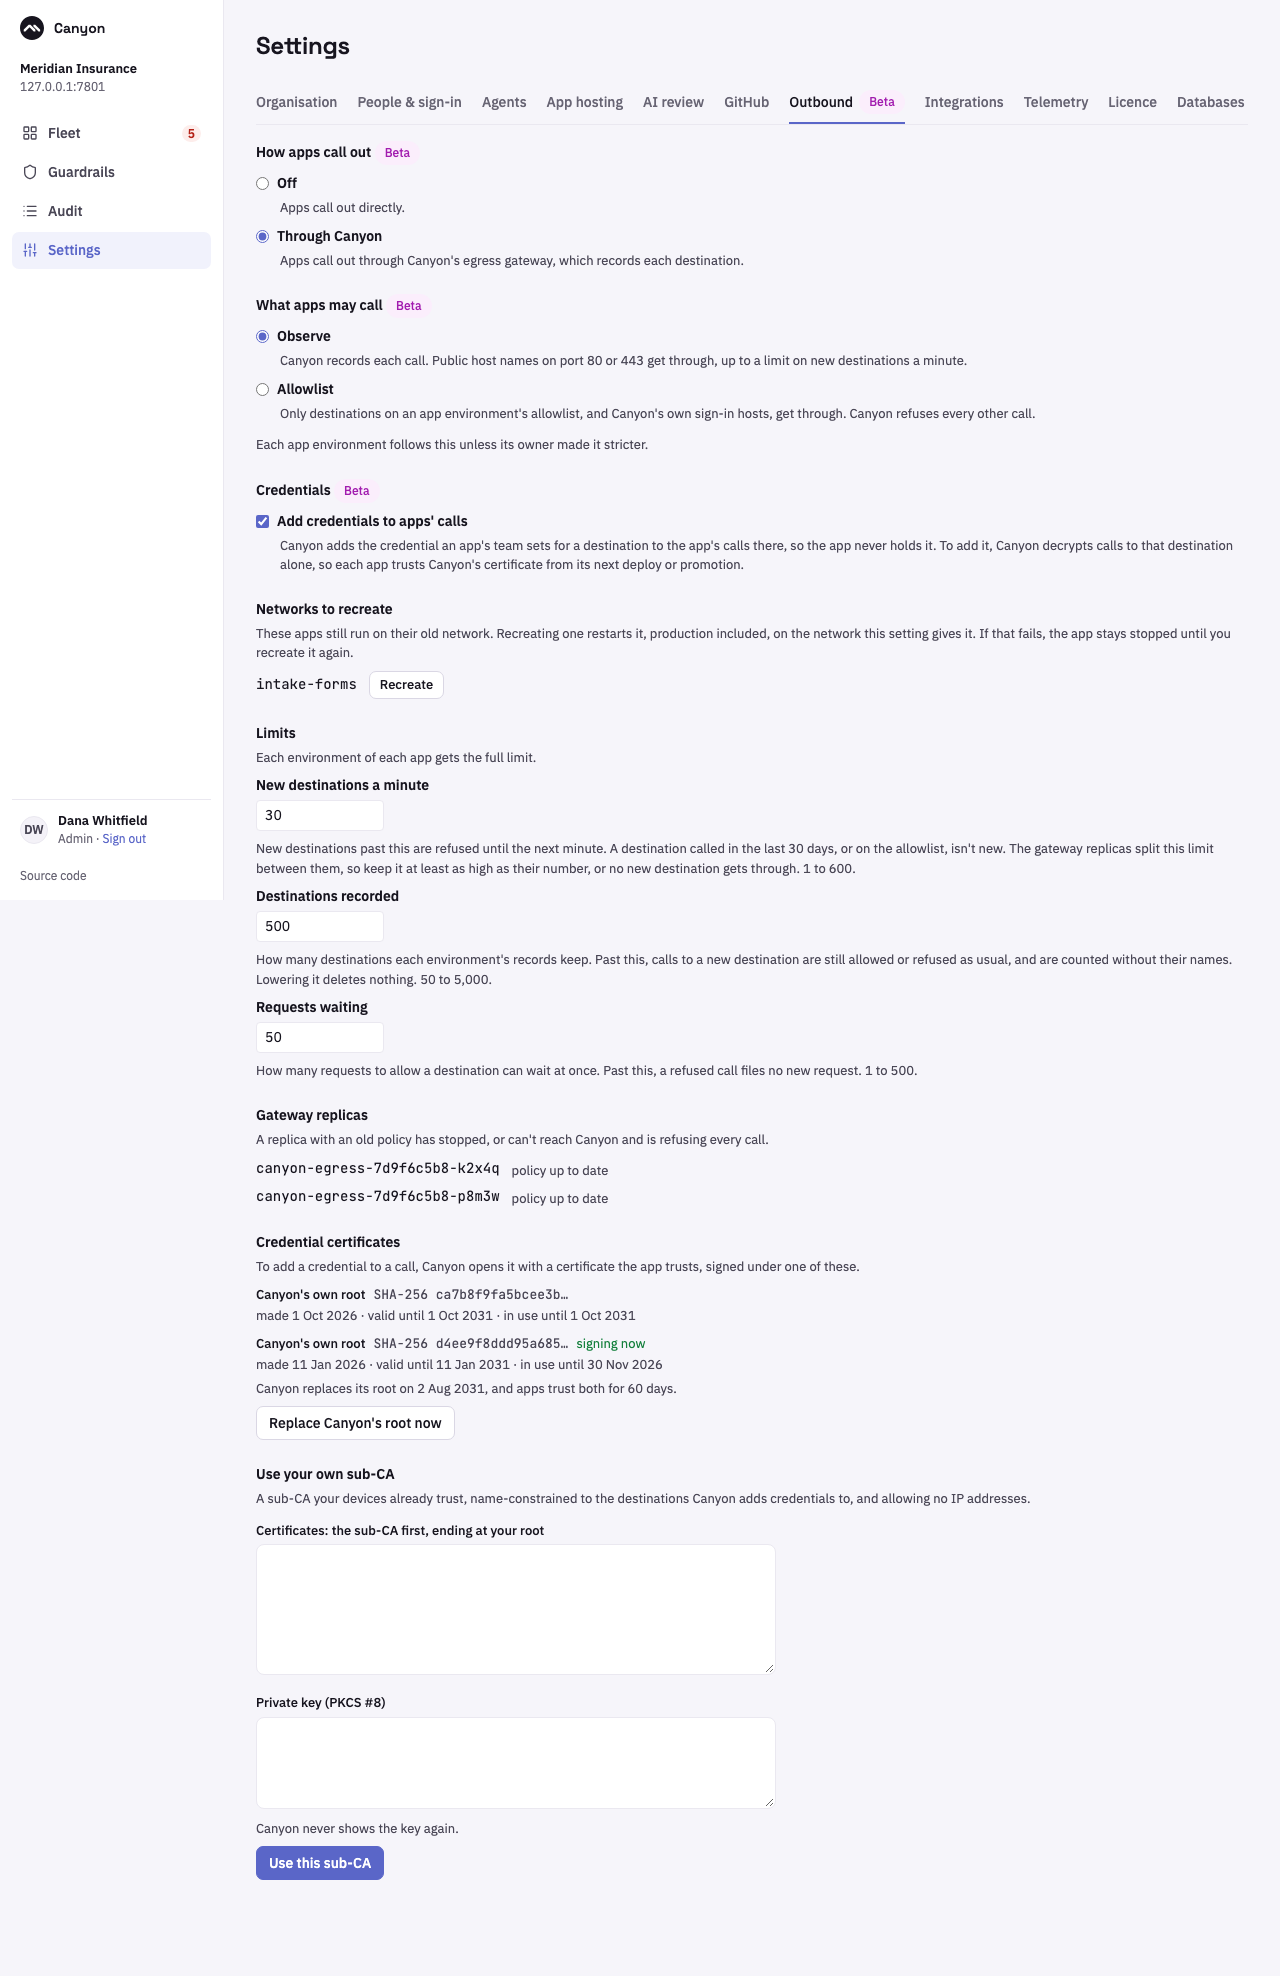 Canyon
Meridian Insurance
127.0.0.1:7801
Fleet 5
Guardrails
Audit
Settings
Dana Whitfield
DW
Admin · Sign out
Source code
Settings
Organisation People & sign-in Agents App hosting AI review GitHub Outbound Beta Integrations Telemetry Licence Databases
How apps call out Beta
Off
Apps call out directly.
Through Canyon
Apps call out through Canyon's egress gateway, which records each destination.
What apps may call Beta
Observe
Canyon records each call. Public host names on port 80 or 443 get through, up to a limit on new destinations a minute.
Allowlist
Only destinations on an app environment's allowlist, and Canyon's own sign-in hosts, get through. Canyon refuses every other call.
Each app environment follows this unless its owner made it stricter.
Credentials Beta
Add credentials to apps' calls
Canyon adds the credential an app's team sets for a destination to the app's calls there, so the app never holds it. To add it, Canyon decrypts calls to that destination
alone, so each app trusts Canyon's certificate from its next deploy or promotion.
Networks to recreate
These apps still run on their old network. Recreating one restarts it, production included, on the network this setting gives it. If that fails, the app stays stopped until you
recreate it again.
intake-forms Recreate
Limits
Each environment of each app gets the full limit.
New destinations a minute
30
New destinations past this are refused until the next minute. A destination called in the last 30 days, or on the allowlist, isn't new. The gateway replicas split this limit
between them, so keep it at least as high as their number, or no new destination gets through. 1 to 600.
Destinations recorded
500
How many destinations each environment's records keep. Past this, calls to a new destination are still allowed or refused as usual, and are counted without their names.
Lowering it deletes nothing. 50 to 5,000.
Requests waiting
50
How many requests to allow a destination can wait at once. Past this, a refused call files no new request. 1 to 500.
Gateway replicas
A replica with an old policy has stopped, or can't reach Canyon and is refusing every call.
canyon-egress-7d9f6c5b8-k2x4q policy up to date
canyon-egress-7d9f6c5b8-p8m3w policy up to date
Credential certificates
To add a credential to a call, Canyon opens it with a certificate the app trusts, signed under one of these.
Canyon's own root SHA-256 ca7b8f9fa5bcee3b…
made 1 Oct 2026 · valid until 1 Oct 2031 · in use until 1 Oct 2031
Canyon's own root SHA-256 d4ee9f8ddd95a685… signing now
made 11 Jan 2026 · valid until 11 Jan 2031 · in use until 30 Nov 2026
Canyon replaces its root on 2 Aug 2031, and apps trust both for 60 days.
Replace Canyon's root now
Use your own sub-CA
A sub-CA your devices already trust, name-constrained to the destinations Canyon adds credentials to, and allowing no IP addresses.
Certificates: the sub-CA first, ending at your root
Private key (PKCS #8)
Canyon never shows the key again.
Use this sub-CA